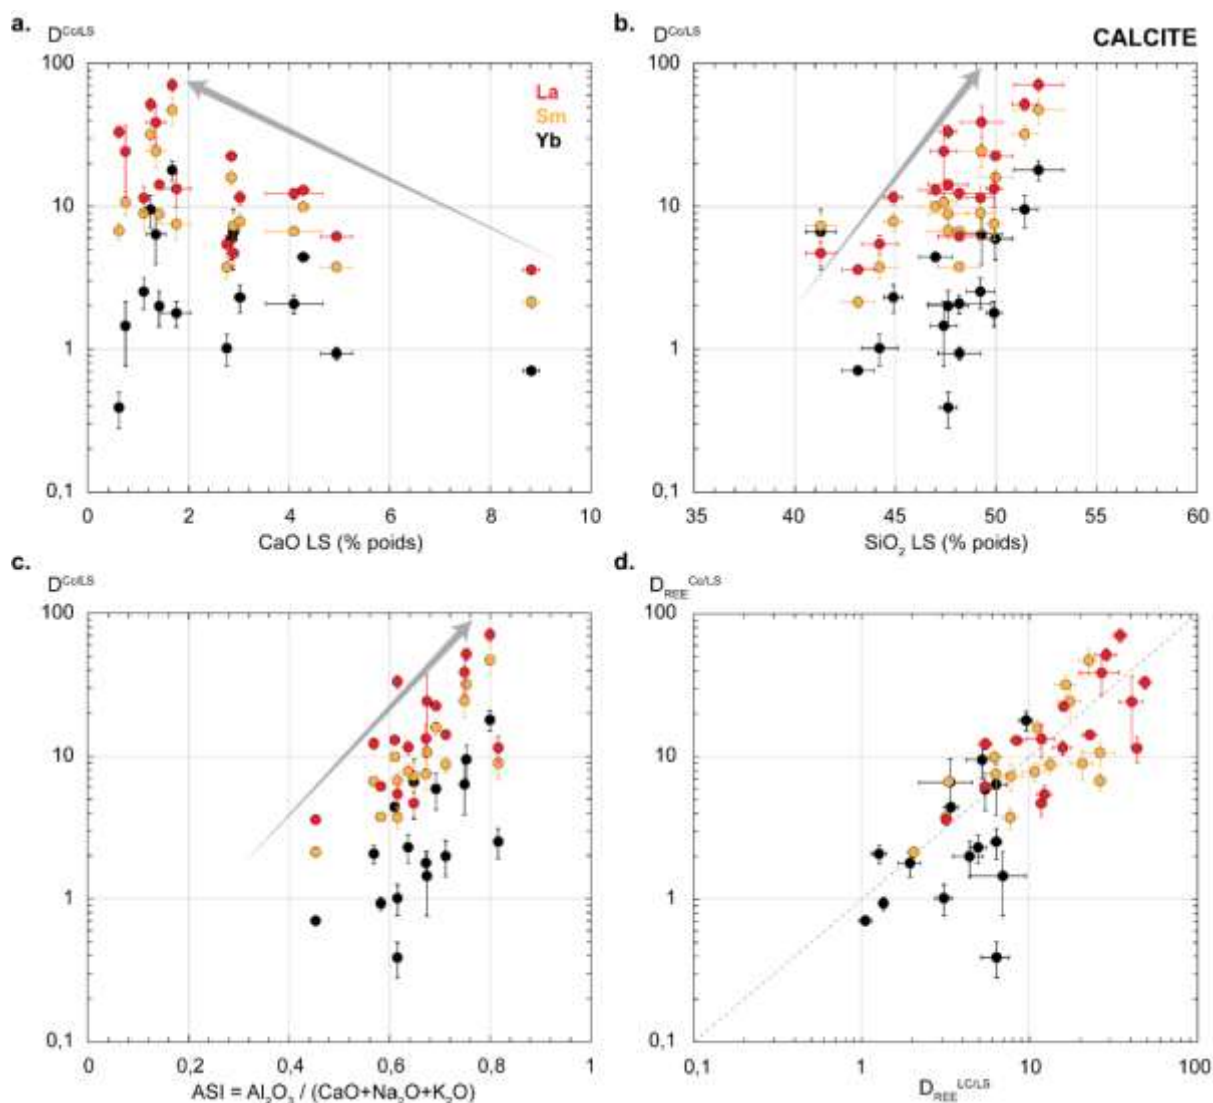 a.
D^Cc/LS
100
10
1
0,1
0 2 4 6 8 10
CaO LS (% poids)
La
Sm
Yb
b.
D^Cc/LS
CALCITE
100
10
1
0,1
35 40 45 50 55 60
SiO₂ LS (% poids)
c.
D^Cc/LS
100
10
1
0,1
0 0,2 0,4 0,6 0,8 1
ASI = Al₂O₃ / (CaO+Na₂O+K₂O)
d.
D_REE^Cc/LS
100
10
1
0,1
0,1 1 10 100
D_REE^LC/LS